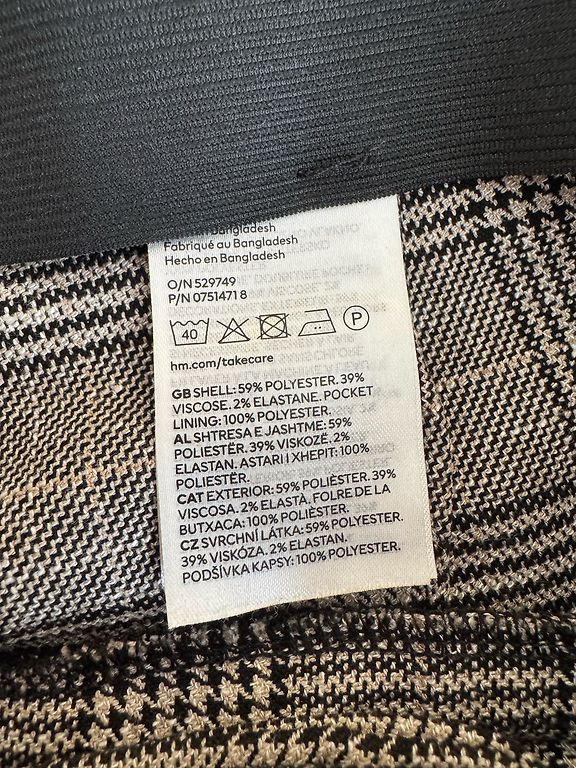 Bangladesh
Fabriqué au Bangladesh
Hecho en Bangladesh
O/N 529749
P/N 0751471 8
40
P
hm.com/takecare
GB SHELL: 59% POLYESTER. 39%
VISCOSE. 2% ELASTANE. POCKET
LINING: 100% POLYESTER.
AL SHTRESA E JASHTME: 59%
POLIESTËR. 39% VISKOZË. 2%
ELASTAN. ASTARI I XHEPIT: 100%
POLIESTËR.
CAT EXTERIOR: 59% POLIÈSTER. 39%
VISCOSA. 2% ELASTÀ. FOLRE DE LA
BUTXACA: 100% POLIÈSTER.
CZ SVRCHNÍ LÁTKA: 59% POLYESTER.
39% VISKÓZA. 2% ELASTAN.
PODŠÍVKA KAPSY: 100% POLYESTER.